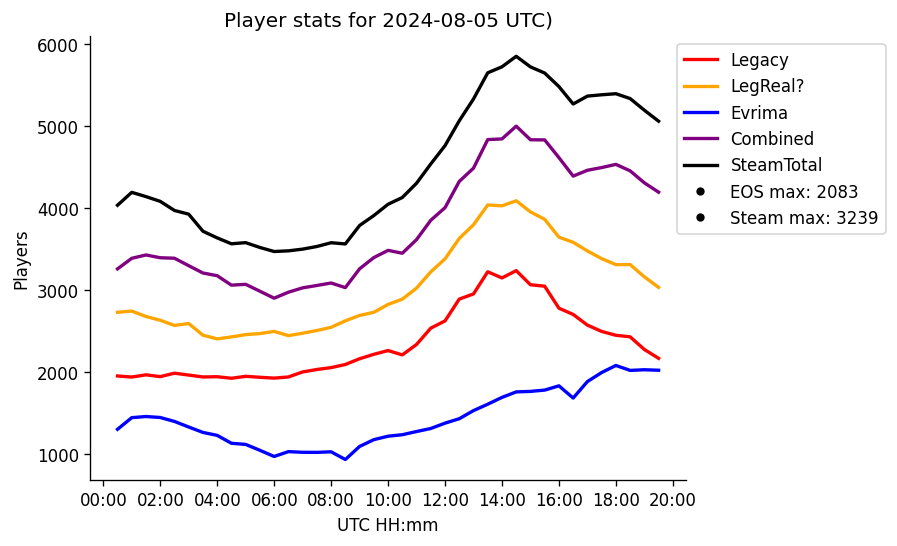 Player stats for 2024-08-05 UTC)
6000
5000
4000
3000
2000
1000
Players
00:00 02:00 04:00 06:00 08:00 10:00 12:00 14:00 16:00 18:00 20:00
UTC HH:mm
Legacy
LegReal?
Evrima
Combined
SteamTotal
EOS max: 2083
Steam max: 3239